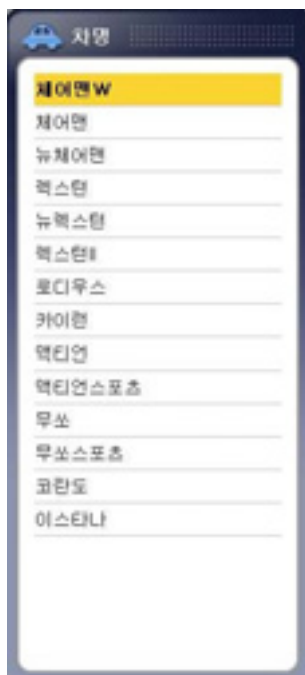 차명
체어맨 W
체어맨
뉴체어맨
렉스턴
뉴렉스턴
렉스턴II
로디우스
카이런
액티언
액티언스포츠
무쏘
무쏘스포츠
코란도
이스타나